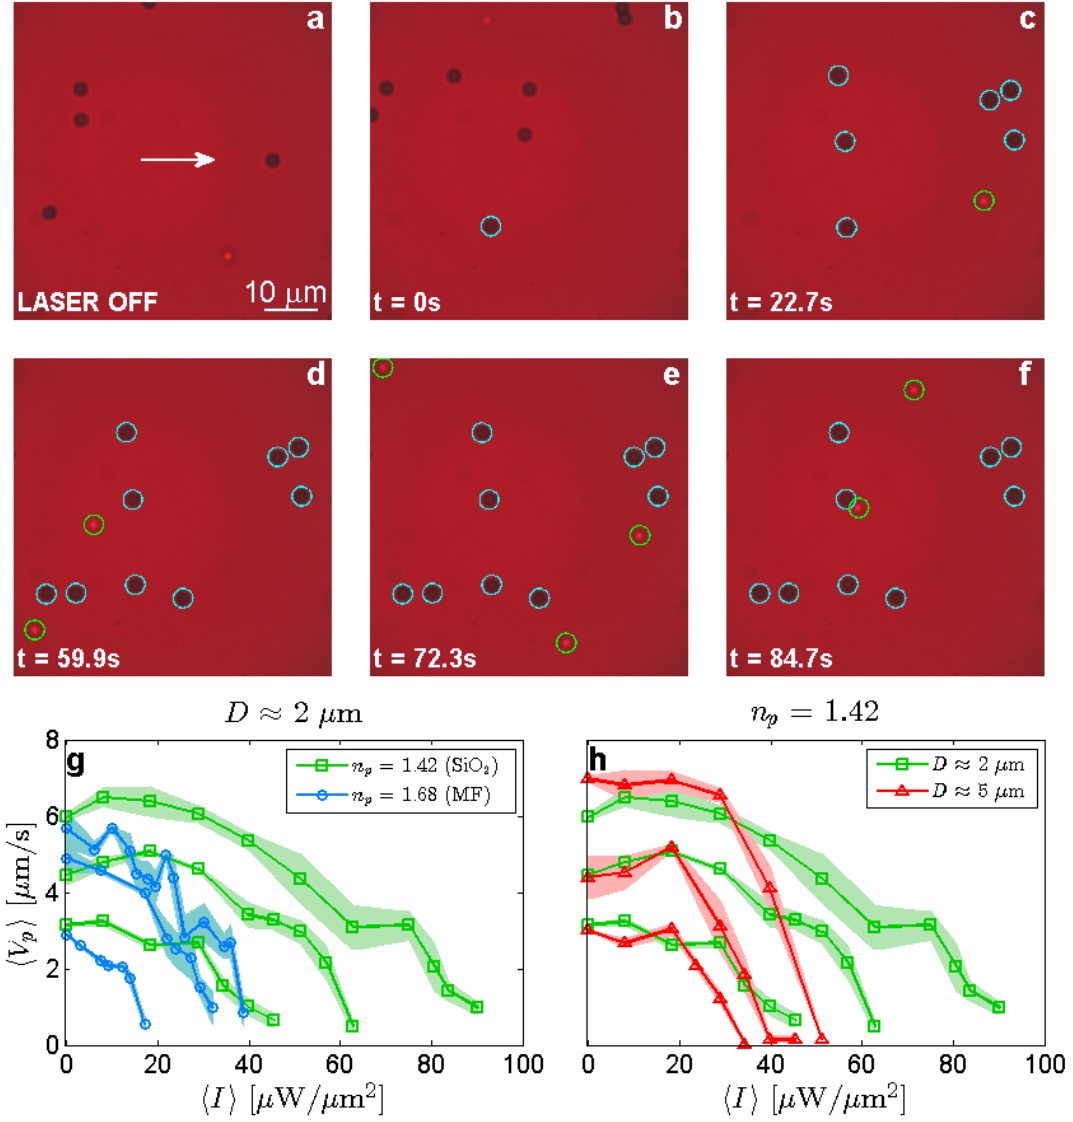 a
b
c
10 μm
LASER OFF
t = 0s
t = 22.7s
d
e
f
t = 59.9s
t = 72.3s
t = 84.7s
D ≈ 2 μm
n_p = 1.42
g
n_p = 1.42 (SiO₂)
n_p = 1.68 (MF)
h
D ≈ 2 μm
D ≈ 5 μm
8
6
4
2
0
⟨V_p⟩ [μm/s]
0 20 40 60 80 100
0 20 40 60 80 100
⟨I⟩ [μW/μm²]
⟨I⟩ [μW/μm²]